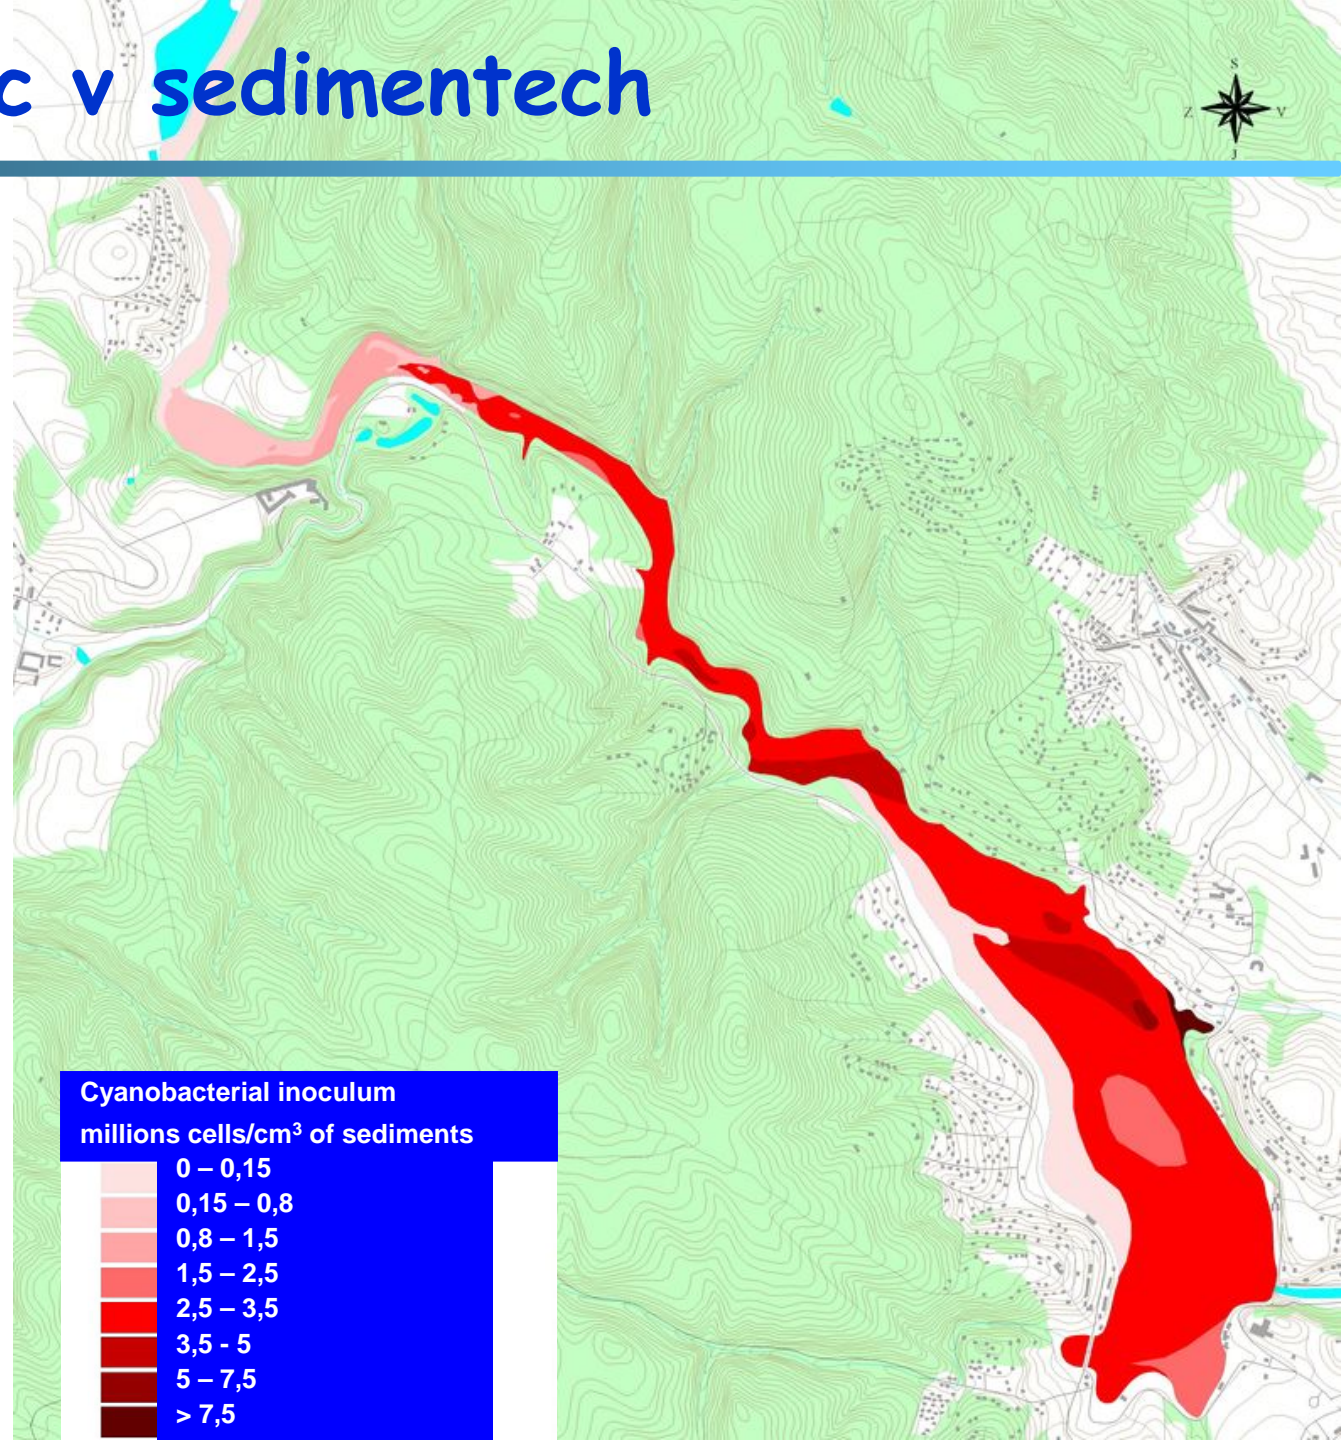 c v sedimentech
S
Z V
J
Cyanobacterial inoculum
millions cells/cm³ of sediments
0 – 0,15
0,15 – 0,8
0,8 – 1,5
1,5 – 2,5
2,5 – 3,5
3,5 - 5
5 – 7,5
> 7,5